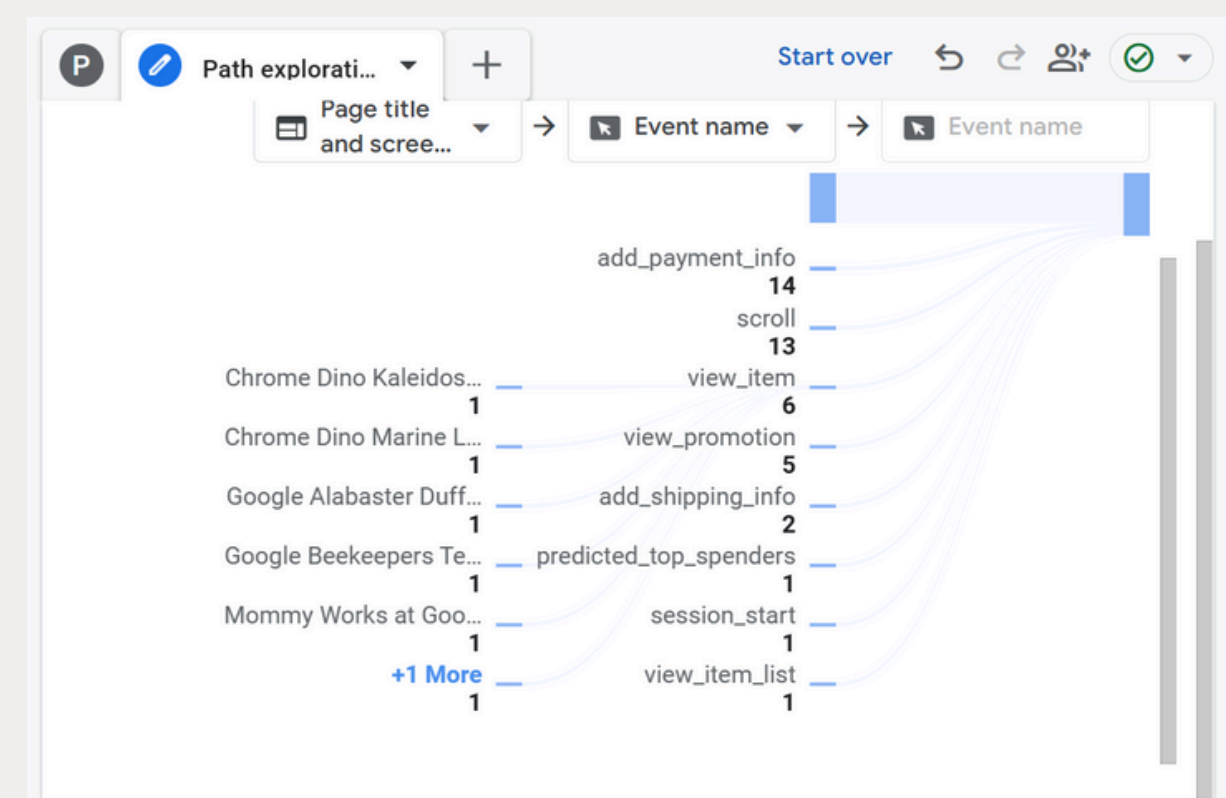 P
Path explorati...
Start over
Page title
and scree...
Event name
Event name
add_payment_info
14
scroll
13
Chrome Dino Kaleidos...
1
view_item
6
Chrome Dino Marine L...
1
view_promotion
5
Google Alabaster Duff...
1
add_shipping_info
2
Google Beekeepers Te...
1
predicted_top_spenders
1
Mommy Works at Goo...
1
session_start
1
+1 More
1
view_item_list
1